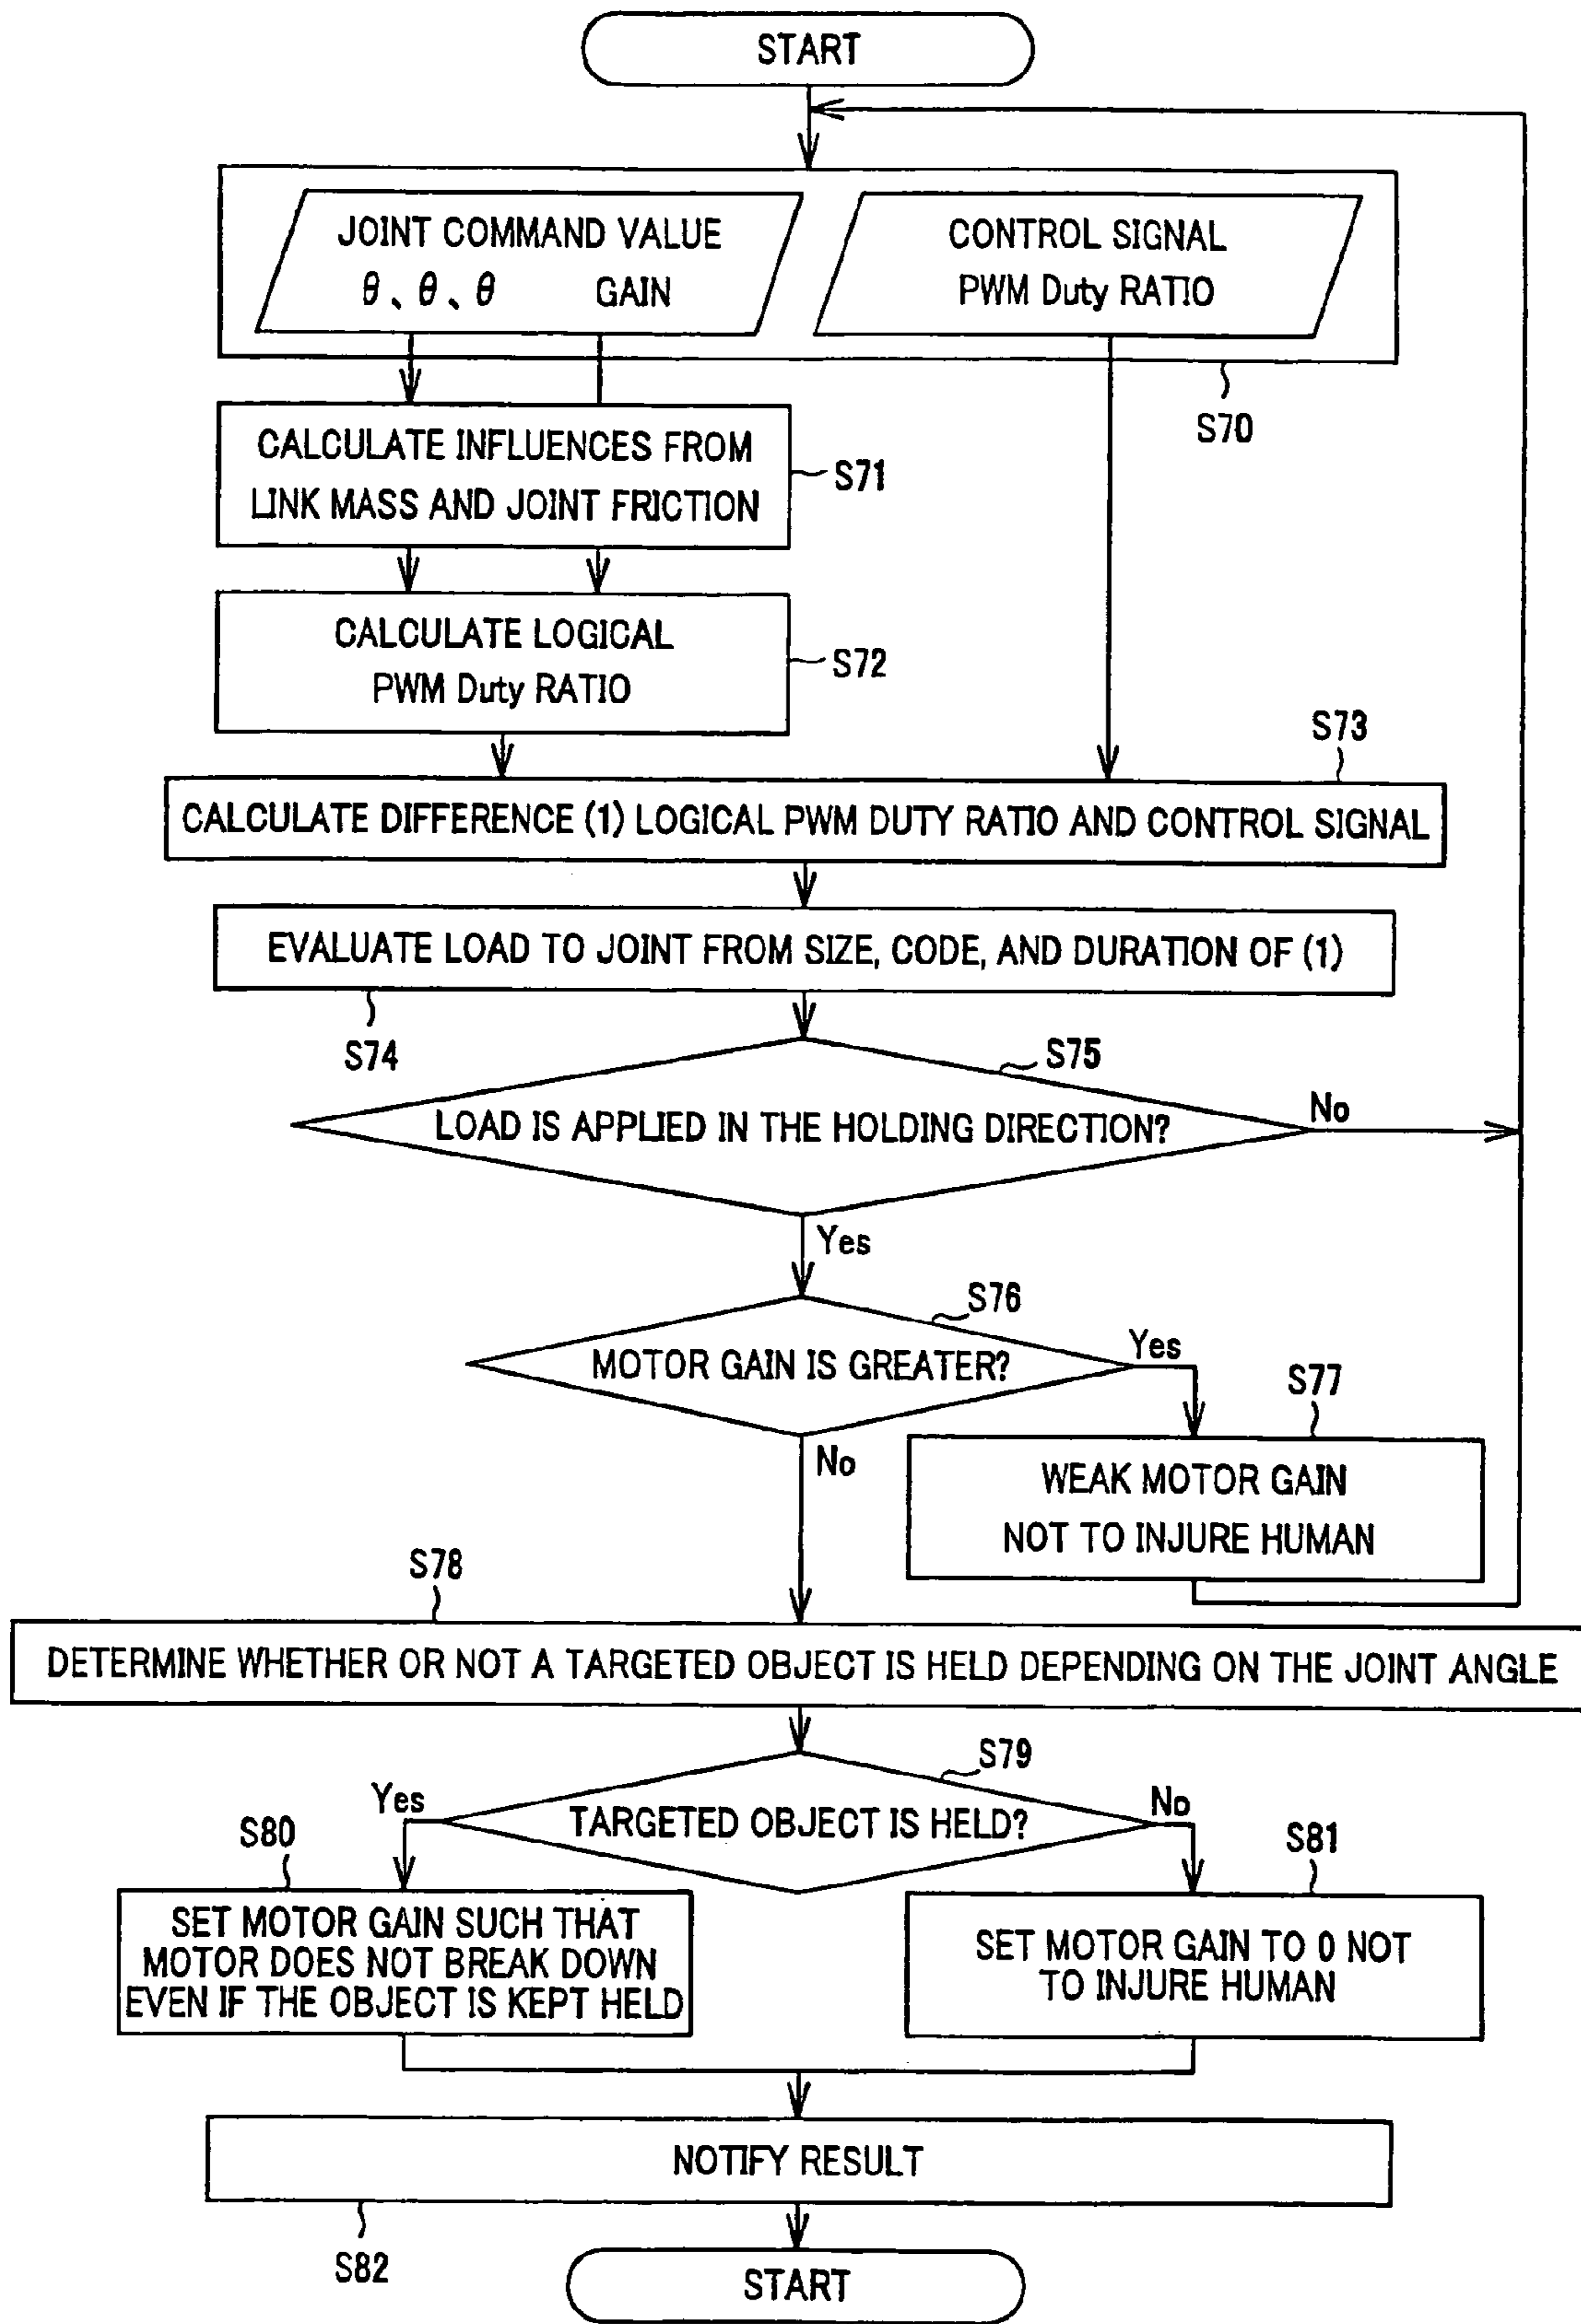 START
JOINT COMMAND VALUE
θ、θ、θ GAIN
CONTROL SIGNAL
PWM Duty RATIO
S70
CALCULATE INFLUENCES FROM
LINK MASS AND JOINT FRICTION
S71
CALCULATE LOGICAL
PWM Duty RATIO
S72
S73
CALCULATE DIFFERENCE (1) LOGICAL PWM DUTY RATIO AND CONTROL SIGNAL
EVALUATE LOAD TO JOINT FROM SIZE, CODE, AND DURATION OF (1)
S74
S75
LOAD IS APPLIED IN THE HOLDING DIRECTION?
No
Yes
S76
MOTOR GAIN IS GREATER?
Yes
No
S77
WEAK MOTOR GAIN
NOT TO INJURE HUMAN
S78
DETERMINE WHETHER OR NOT A TARGETED OBJECT IS HELD DEPENDING ON THE JOINT ANGLE
S79
TARGETED OBJECT IS HELD?
Yes
No
S80
SET MOTOR GAIN SUCH THAT
MOTOR DOES NOT BREAK DOWN
EVEN IF THE OBJECT IS KEPT HELD
S81
SET MOTOR GAIN TO 0 NOT
TO INJURE HUMAN
NOTIFY RESULT
S82
START